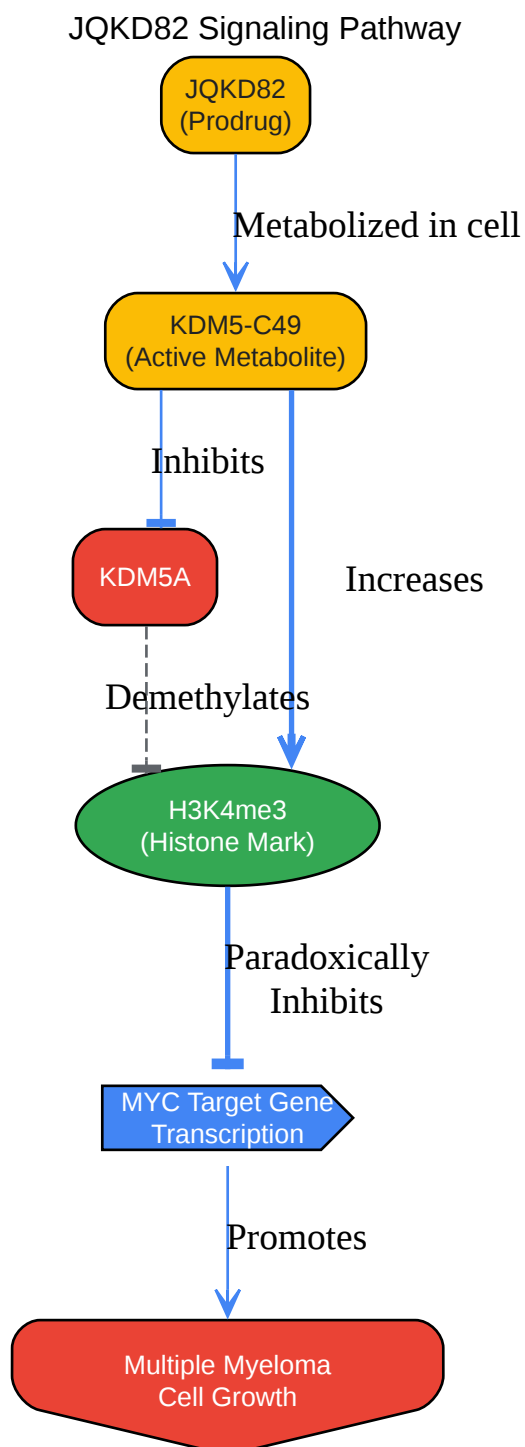 JQKD82 Signaling Pathway
JQKD82
(Prodrug)
Metabolized in cell
KDM5-C49
(Active Metabolite)
Inhibits
KDM5A
Increases
Demethylates
H3K4me3
(Histone Mark)
Paradoxically
Inhibits
MYC Target Gene
Transcription
Promotes
Multiple Myeloma
Cell Growth